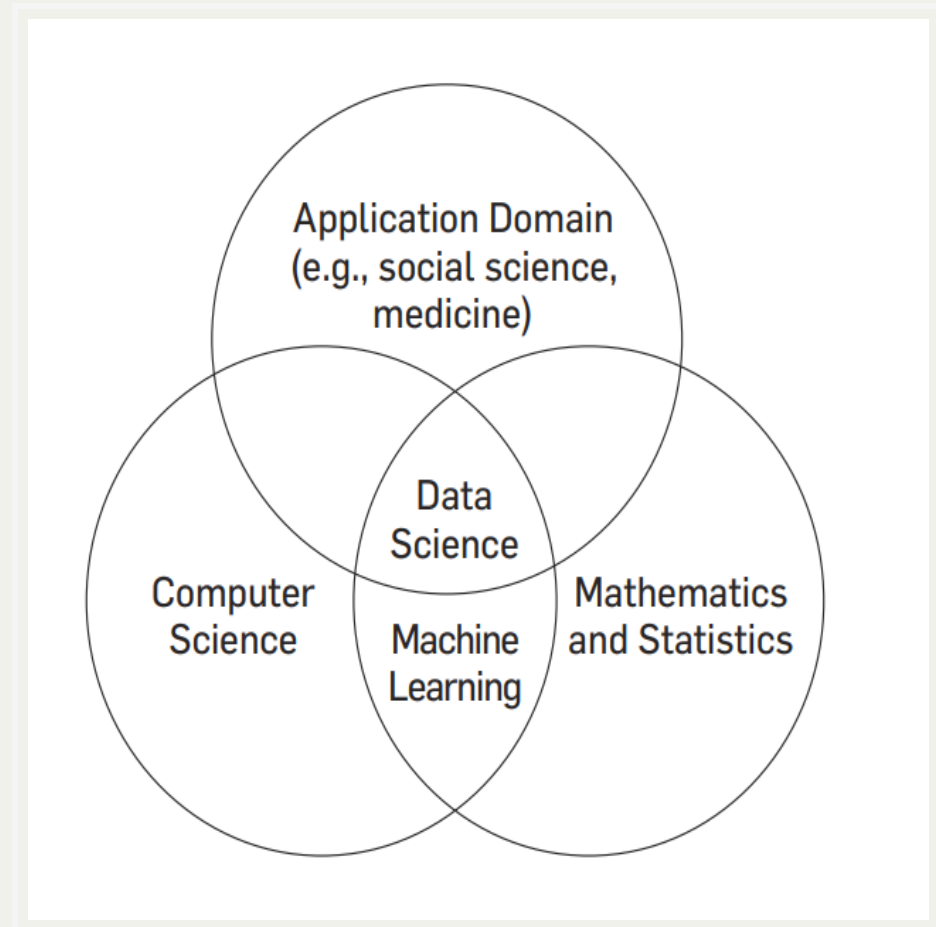 Application Domain
(e.g., social science,
medicine)
Data
Science
Computer
Science
Machine
Learning
Mathematics
and Statistics